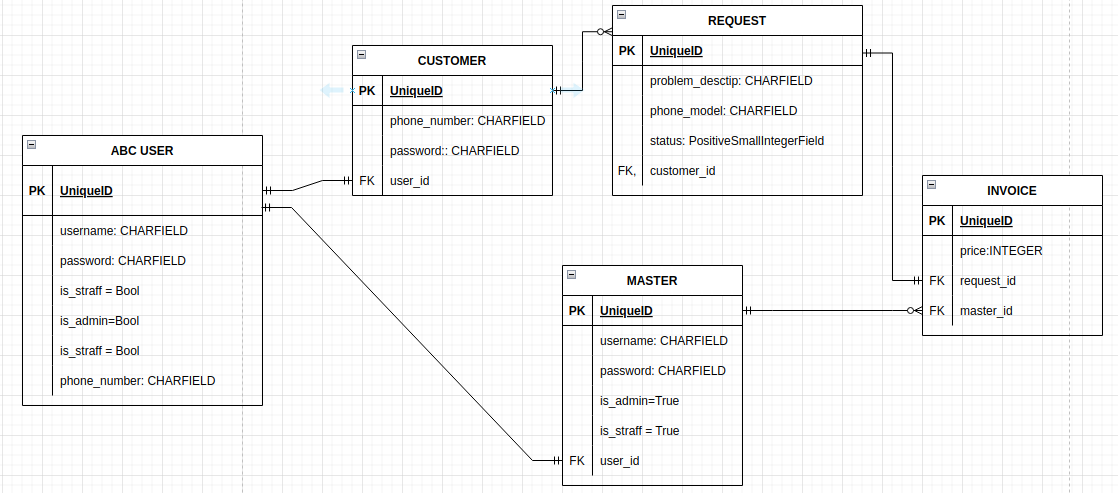 ABC USER
PK UniqueID
username: CHARFIELD
password: CHARFIELD
is_straff = Bool
is_admin=Bool
is_straff = Bool
phone_number: CHARFIELD
CUSTOMER
PK UniqueID
phone_number: CHARFIELD
password:: CHARFIELD
FK user_id
REQUEST
PK UniqueID
problem_desctip: CHARFIELD
phone_model: CHARFIELD
status: PositiveSmallIntegerField
FK, customer_id
MASTER
PK UniqueID
username: CHARFIELD
password: CHARFIELD
is_admin=True
is_straff = True
FK user_id
INVOICE
PK UniqueID
price:INTEGER
FK request_id
FK master_id